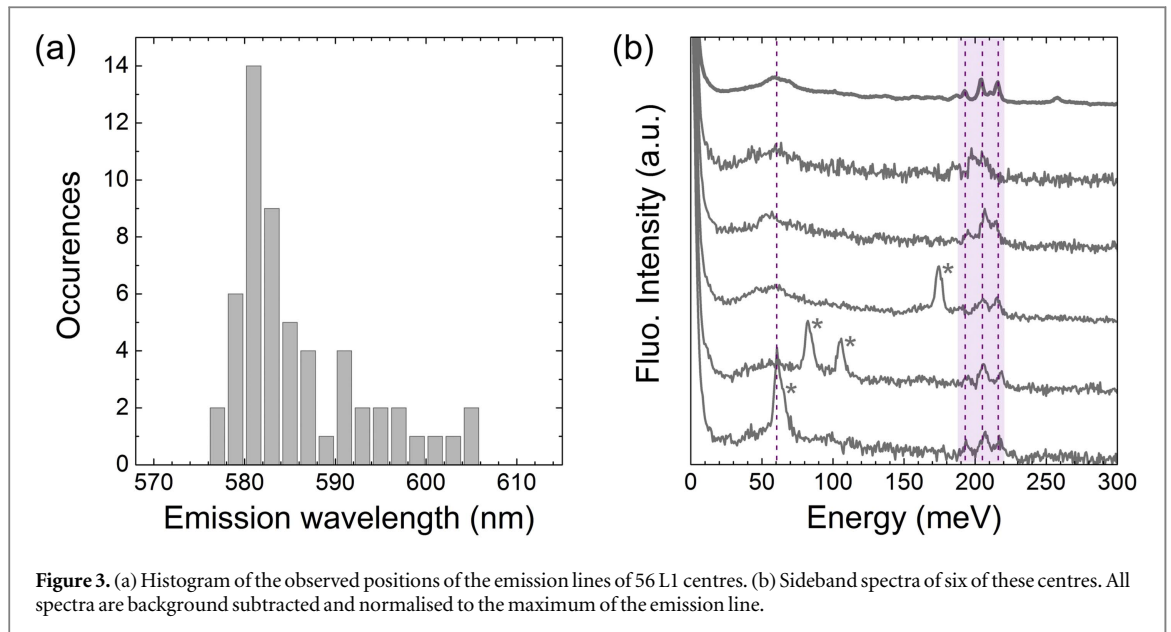 (a)
14
12
10
8
6
4
2
0
Occurences
570 580 590 600 610
Emission wavelength (nm)
(b)
Fluo. Intensity (a.u.)
*
*
*
*
0 50 100 150 200 250 300
Energy (meV)
Figure 3. (a) Histogram of the observed positions of the emission lines of 56 L1 centres. (b) Sideband spectra of six of these centres. All
spectra are background subtracted and normalised to the maximum of the emission line.